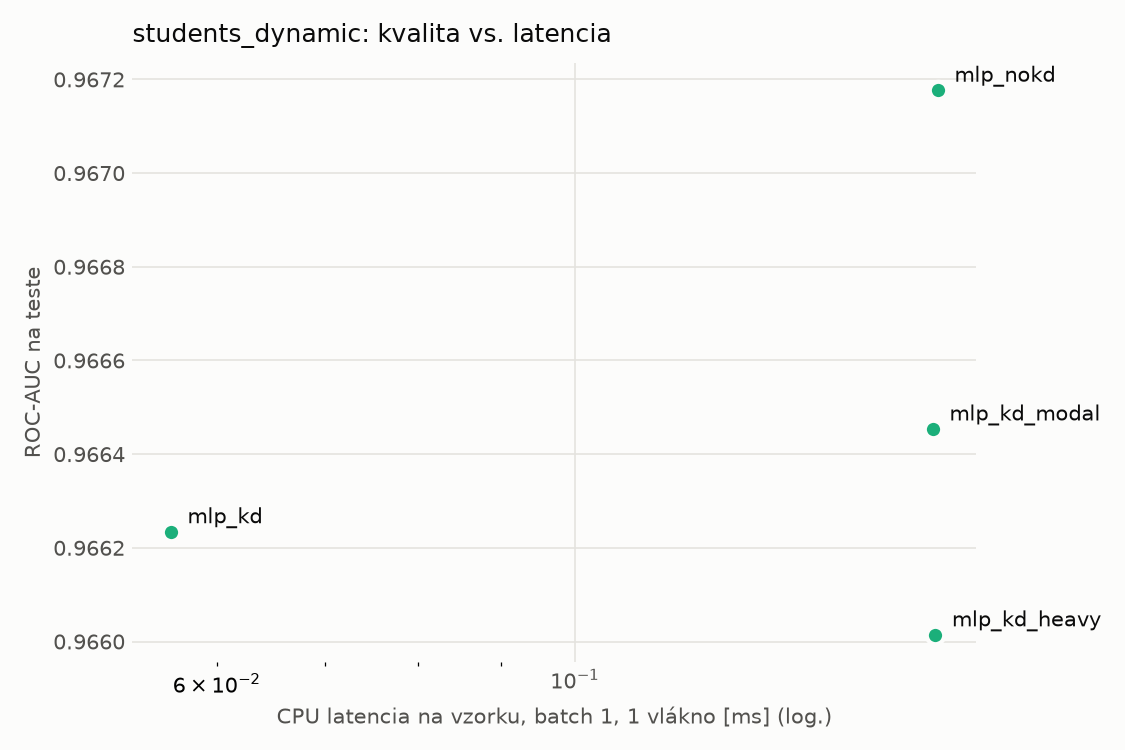 students_dynamic: kvalita vs. latencia
mlp_nokd
0.9672
0.9670
0.9668
0.9666
mlp_kd_modal
0.9664
mlp_kd
0.9662
mlp_kd_heavy
0.9660
ROC-AUC na teste
6 × 10⁻²
10⁻¹
CPU latencia na vzorku, batch 1, 1 vlákno [ms] (log.)